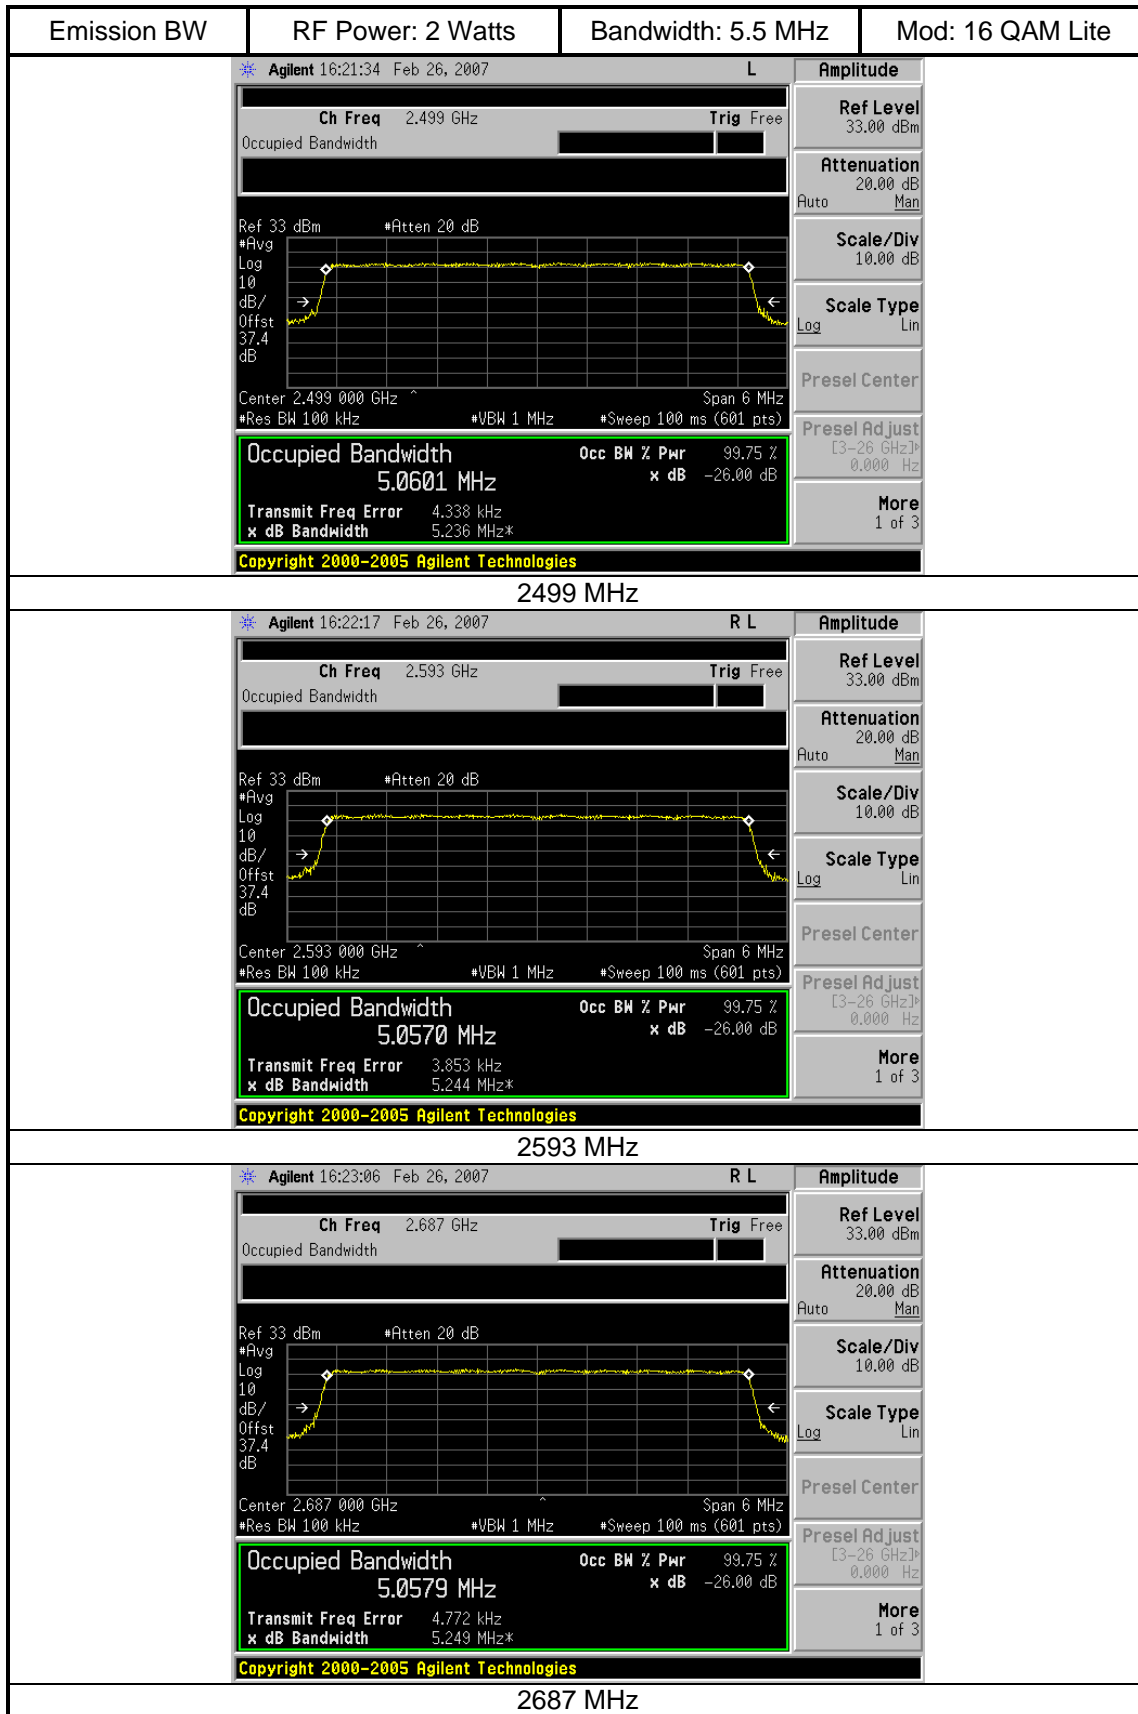 Emission BW RF Power: 2 Watts Bandwidth: 5.5 MHz Mod: 16 QAM Lite
Agilent 16:21:34 Feb 26, 2007 L Amplitude
Ch Freq 2.499 GHz Trig Free
Occupied Bandwidth
Ref Level
33.00 dBm
Attenuation
20.00 dB
Auto Man
Scale/Div
10.00 dB
Scale Type
Log Lin
Presel Center
Presel Adjust
[3-26 GHz]
0.000 Hz
More
1 of 3
Ref 33 dBm #Atten 20 dB
#Avg
Log
10
dB/
Offst
37.4
dB
Center 2.499 000 GHz ^ Span 6 MHz
#Res BW 100 kHz #VBW 1 MHz #Sweep 100 ms (601 pts)
Occupied Bandwidth Occ BW % Pwr 99.75 %
5.0601 MHz x dB -26.00 dB
Transmit Freq Error 4.338 kHz
x dB Bandwidth 5.236 MHz*
Copyright 2000-2005 Agilent Technologies
2499 MHz
Agilent 16:22:17 Feb 26, 2007 R L Amplitude
Ch Freq 2.593 GHz Trig Free
Occupied Bandwidth
Ref Level
33.00 dBm
Attenuation
20.00 dB
Auto Man
Scale/Div
10.00 dB
Scale Type
Log Lin
Presel Center
Presel Adjust
[3-26 GHz]
0.000 Hz
More
1 of 3
Ref 33 dBm #Atten 20 dB
#Avg
Log
10
dB/
Offst
37.4
dB
Center 2.593 000 GHz ^ Span 6 MHz
#Res BW 100 kHz #VBW 1 MHz #Sweep 100 ms (601 pts)
Occupied Bandwidth Occ BW % Pwr 99.75 %
5.0570 MHz x dB -26.00 dB
Transmit Freq Error 3.853 kHz
x dB Bandwidth 5.244 MHz*
Copyright 2000-2005 Agilent Technologies
2593 MHz
Agilent 16:23:06 Feb 26, 2007 R L Amplitude
Ch Freq 2.687 GHz Trig Free
Occupied Bandwidth
Ref Level
33.00 dBm
Attenuation
20.00 dB
Auto Man
Scale/Div
10.00 dB
Scale Type
Log Lin
Presel Center
Presel Adjust
[3-26 GHz]
0.000 Hz
More
1 of 3
Ref 33 dBm #Atten 20 dB
#Avg
Log
10
dB/
Offst
37.4
dB
Center 2.687 000 GHz ^ Span 6 MHz
#Res BW 100 kHz #VBW 1 MHz #Sweep 100 ms (601 pts)
Occupied Bandwidth Occ BW % Pwr 99.75 %
5.0579 MHz x dB -26.00 dB
Transmit Freq Error 4.772 kHz
x dB Bandwidth 5.249 MHz*
Copyright 2000-2005 Agilent Technologies
2687 MHz